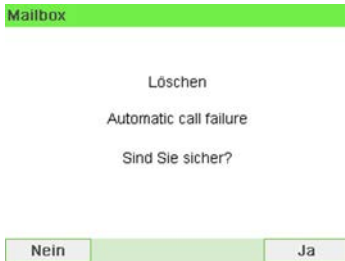 Mailbox
Löschen
Automatic call failure
Sind Sie sicher?
Nein Ja